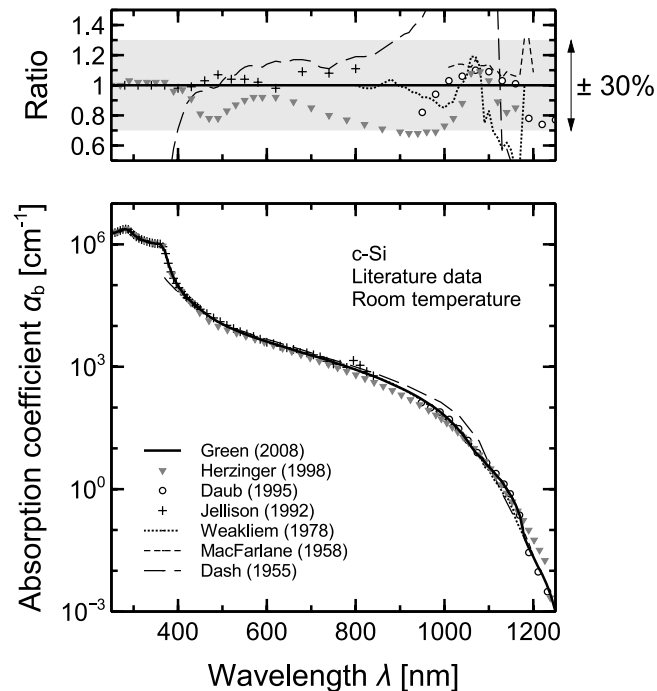 1.4
1.2
1
0.8
0.6
Ratio
± 30%
10^6
10^3
10^0
10^−3
Absorption coefficient α_b [cm^-1]
c-Si
Literature data
Room temperature
Green (2008)
Herzinger (1998)
Daub (1995)
Jellison (1992)
Weakliem (1978)
MacFarlane (1958)
Dash (1955)
400 600 800 1000 1200
Wavelength λ [nm]